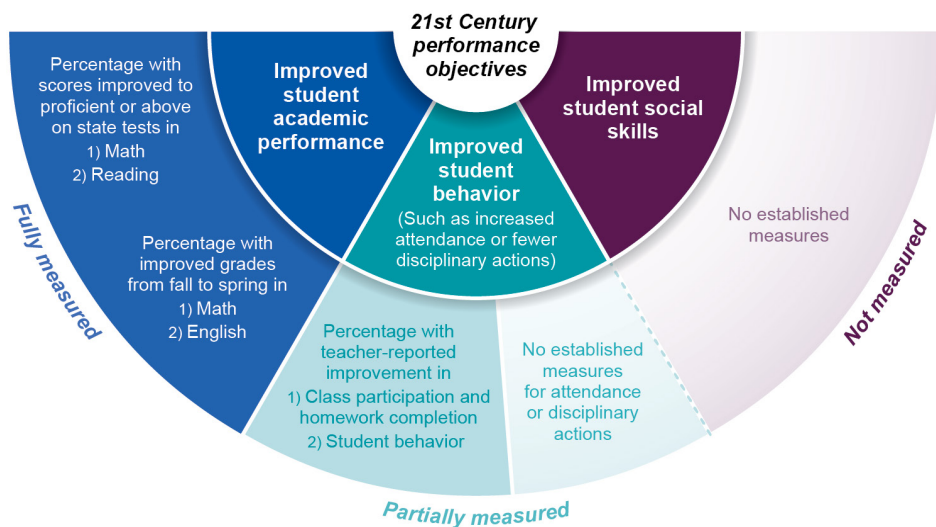 21st Century
performance
objectives
Improved
student
academic
performance
Improved
student
behavior
(Such as increased
attendance or fewer
disciplinary actions)
Improved
student social
skills
Percentage with
scores improved to
proficient or above
on state tests in
1) Math
2) Reading
Percentage with
improved grades
from fall to spring in
1) Math
2) English
Fully measured
Percentage with
teacher-reported
improvement in
1) Class participation and
homework completion
2) Student behavior
No established
measures
for attendance
or disciplinary
actions
Partially measured
No established
measures
Not measured